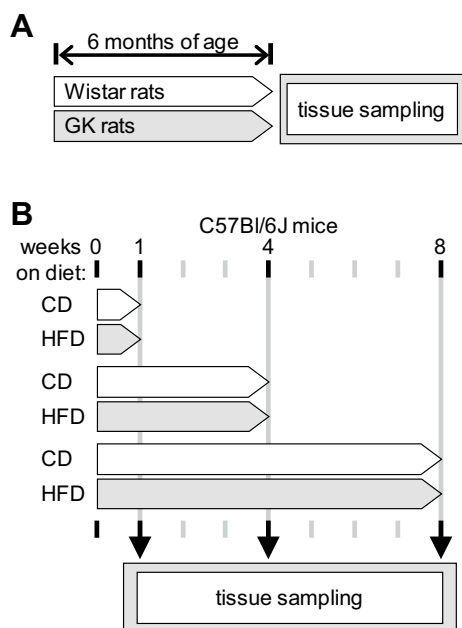 A
6 months of age
Wistar rats
GK rats
tissue sampling
B
C57Bl/6J mice
weeks 0 1 4 8
on diet:
CD
HFD
CD
HFD
CD
HFD
tissue sampling